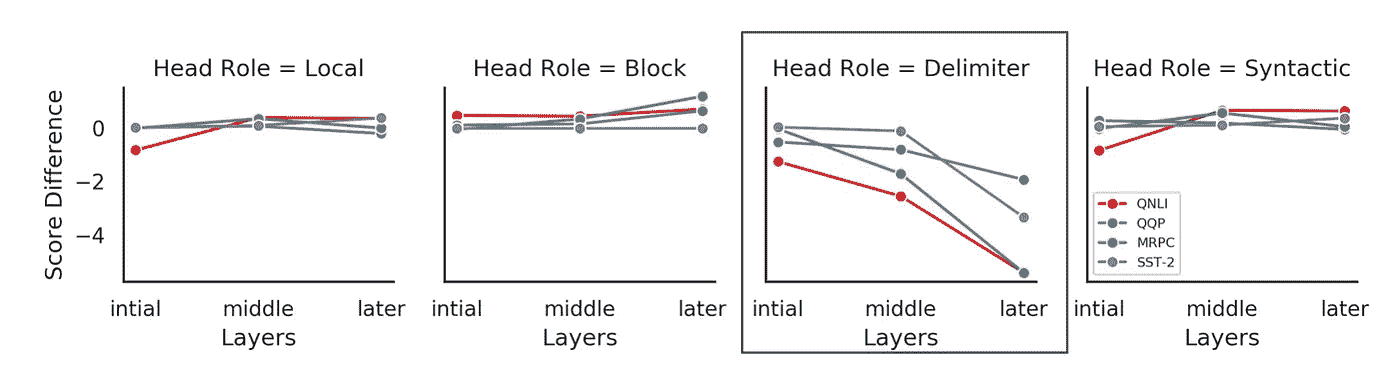 Head Role = Local
Head Role = Block
Head Role = Delimiter
Head Role = Syntactic
Score Difference
0
−2
−4
QNLI
QQP
MRPC
SST-2
intial middle later
intial middle later
intial middle later
intial middle later
Layers
Layers
Layers
Layers